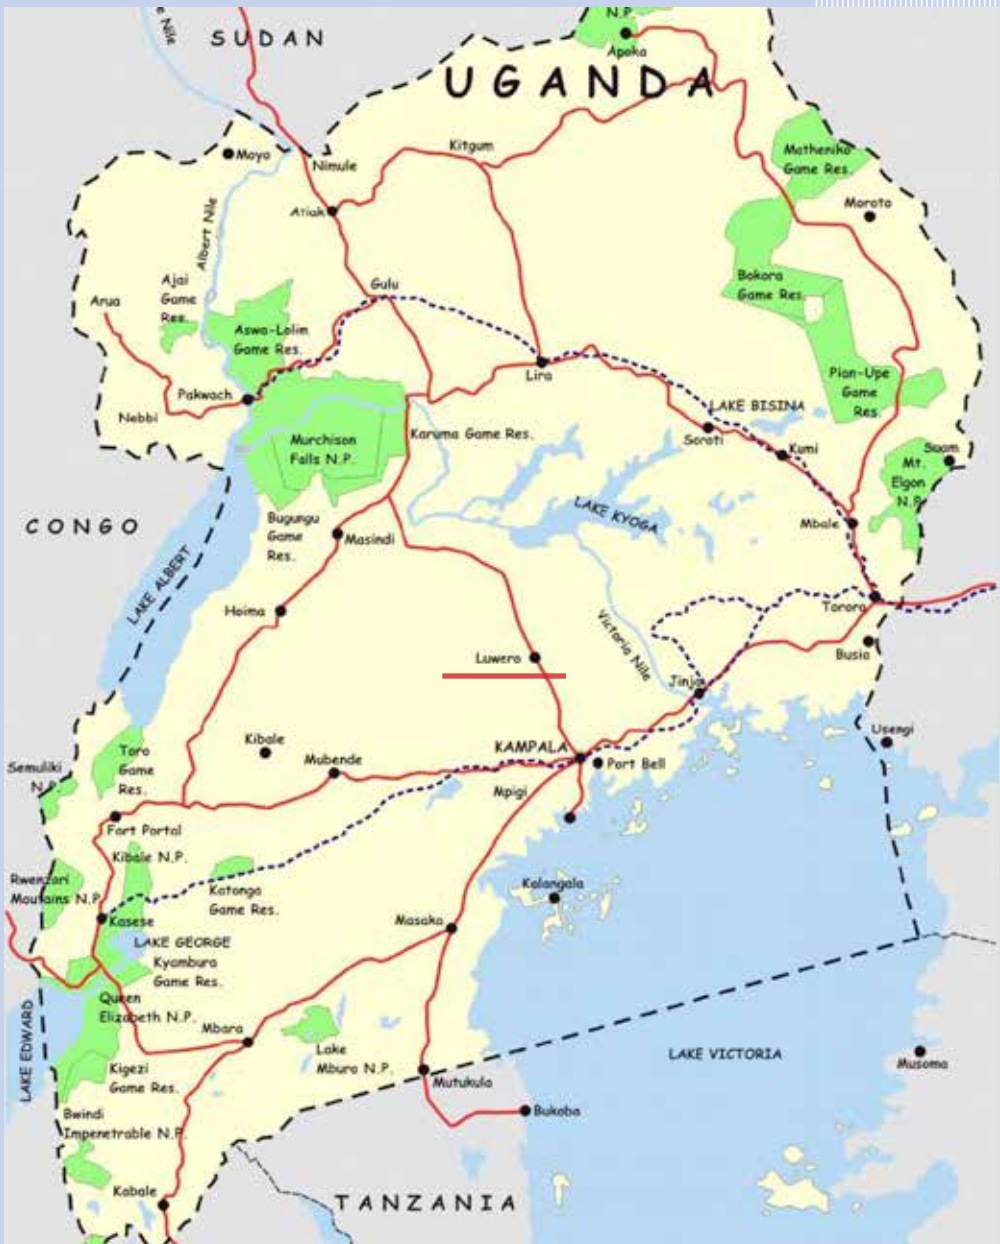 e Nile
SUDAN
N.P.
Apoka
UGANDA
Moyo
Nimule
Kitgum
Matheniko
Game Res.
Moroto
Atiak
Albert Nile
Ajai
Game
Res.
Arua
Gulu
Bokora
Game Res.
Aswa-Lolim
Game Res.
Pakwach
Nebbi
Lira
Pian-Upe
Game
Res.
LAKE BISINA
Soroti
Kumi
Karuma Game Res.
Murchison
Falls N.P.
Suam
Mt.
Elgon
N.P.
CONGO
Bugungu
Game
Res.
Masindi
LAKE KYOGA
Mbale
LAKE ALBERT
Hoima
Tororo
Victoria Nile
Busia
Luwero
Jinja
Usengi
Toro
Game
Res.
Kibale
Mubende
KAMPALA
Port Bell
Mpigi
Semuliki
N.P.
Fort Portal
Kibale N.P.
Rwenzori
Moutains N.P.
Katonga
Game Res.
Kalangala
Kasese
Masaka
LAKE GEORGE
Kyambura
Game Res.
Queen
Elizabeth N.P.
LAKE EDWARD
Mbara
Lake
Mburo N.P.
LAKE VICTORIA
Musoma
Kigezi
Game Res.
Mutukula
Bukoba
Bwindi
Impenetrable N.P.
Kabale
TANZANIA